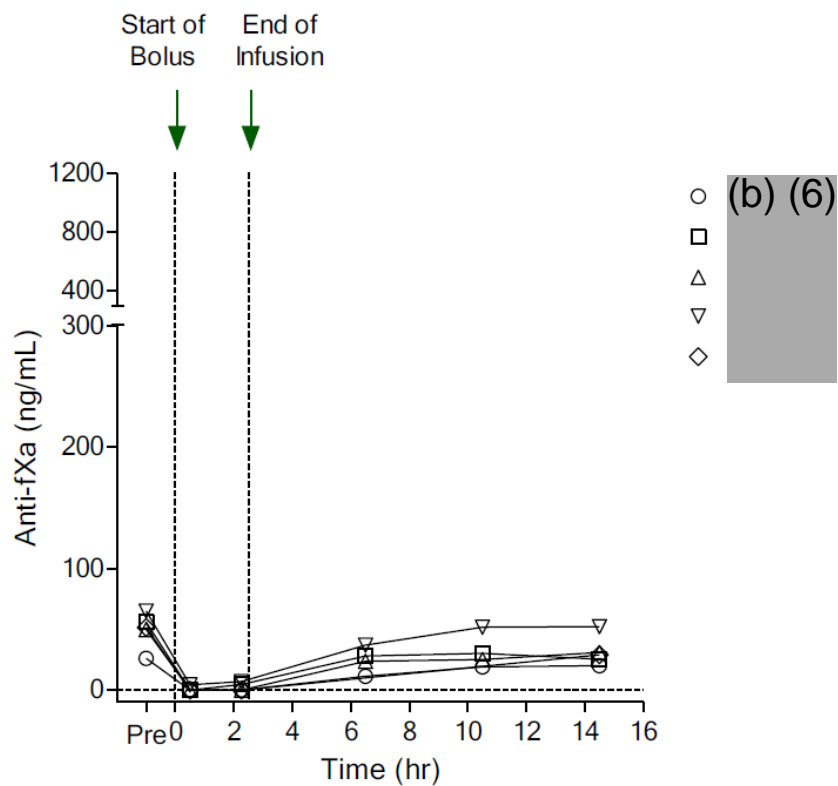 Start of
Bolus
End of
Infusion
1200
800
400
300
200
100
0
Anti-fXa (ng/mL)
Pre 0 2 4 6 8 10 12 14 16
Time (hr)
(b) (6)